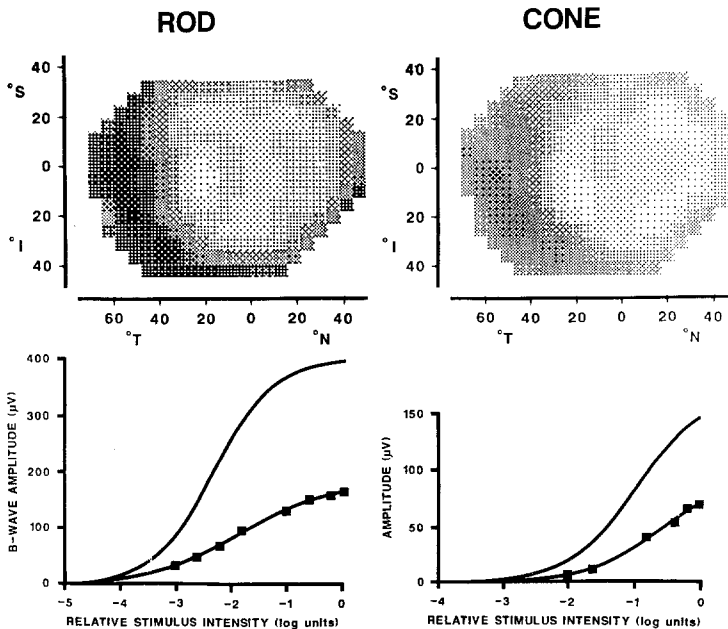 ROD
CONE
40
°S
20
0
20
°I
40
60 40 20 0 20
°T °N
40
°S
20
0
20
°I
40
60 40 20 0 20 40
°T °N
400
300
200
100
0
B-WAVE AMPLITUDE (µV)
-5 -4 -3 -2 -1 0
RELATIVE STIMULUS INTENSITY (log units)
150
100
50
0
AMPLITUDE (µV)
-4 -3 -2 -1 0
RELATIVE STIMULUS INTENSITY (log units)